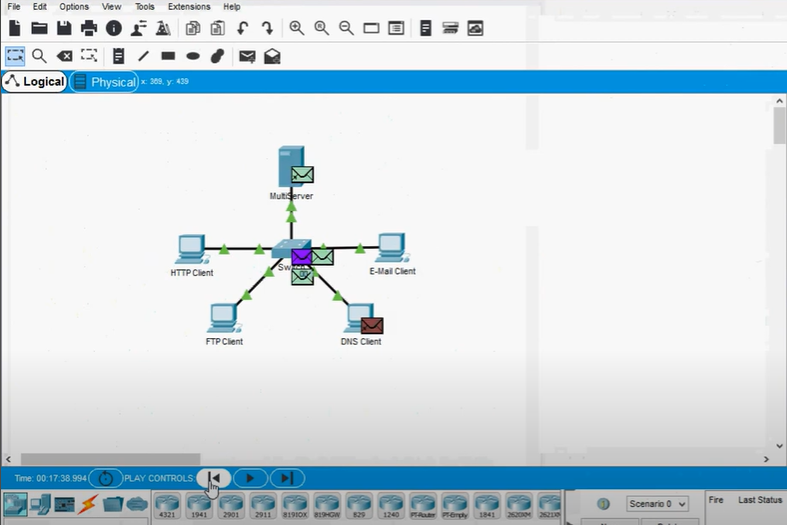 File Edit Options View Tools Extensions Help
Logical Physical x: 369, y: 439
MultiServer
HTTP Client
E-Mail Client
FTP Client
DNS Client
Time: 00:17:38.994 PLAY CONTROLS:
4321 1941 2901 2911 819IOX 819HGW 829 1240 PT-Router PT-Empty 1841 2620XM
Scenario 0
Fire Last Status